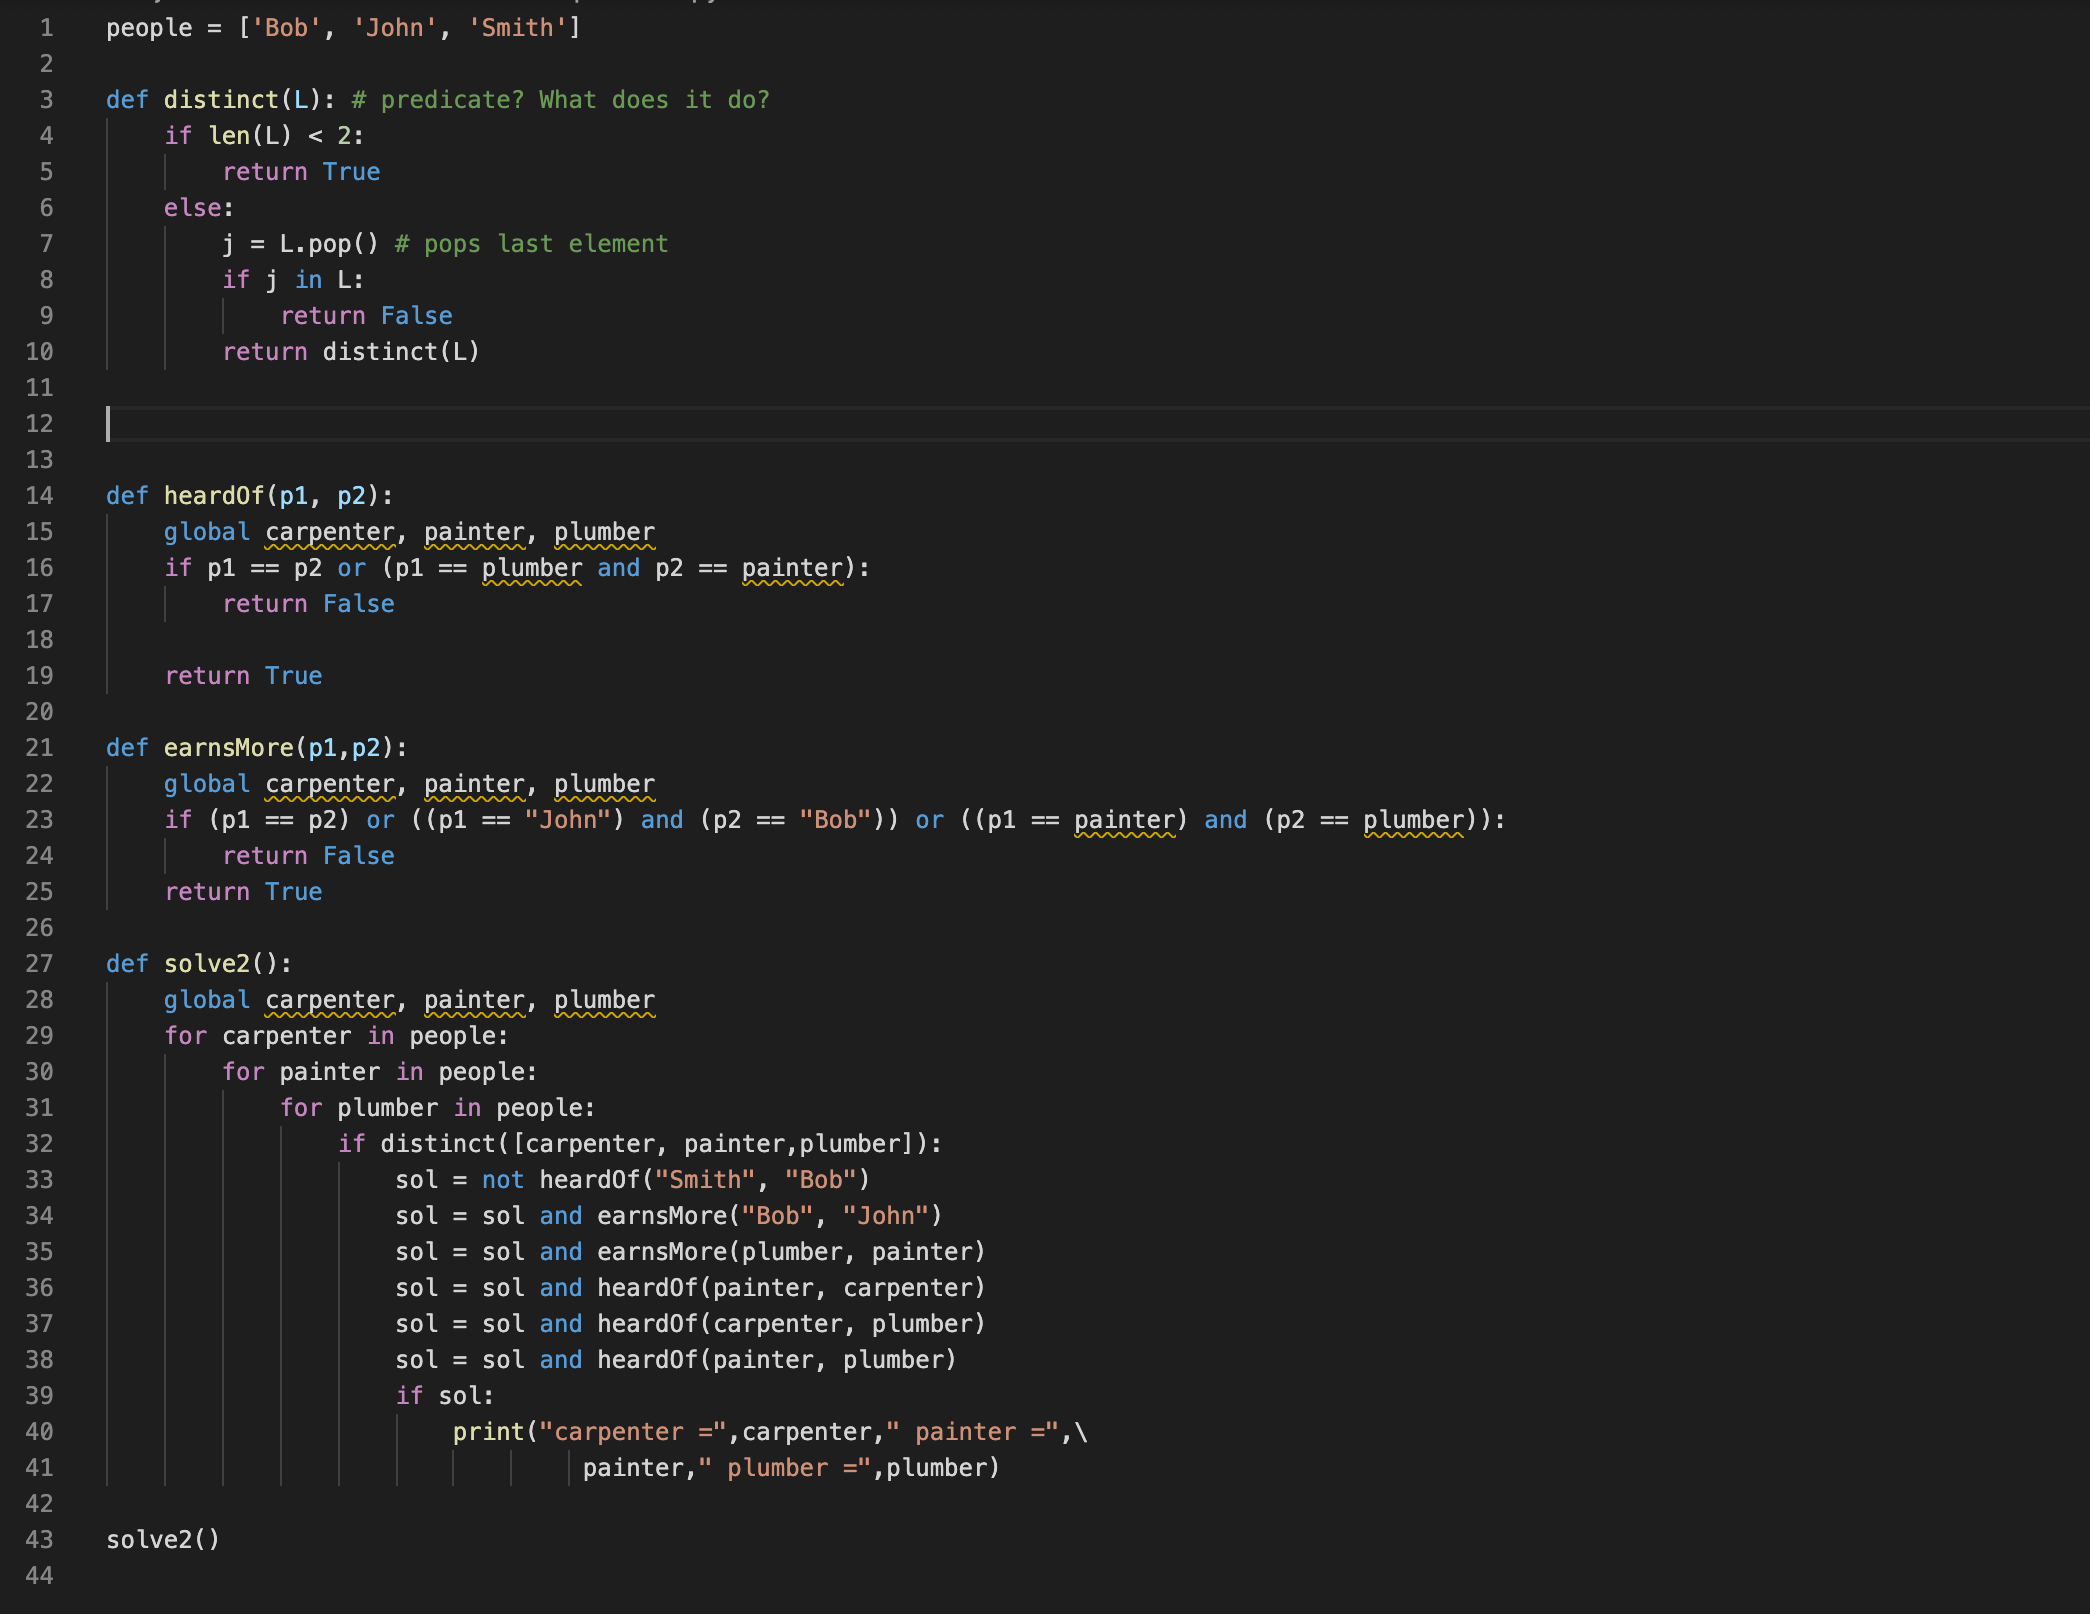 1 people = ['Bob', 'John', 'Smith']
2
3 def distinct(L): # predicate? What does it do?
4 if len(L) < 2:
5 return True
6 else:
7 j = L.pop() # pops last element
8 if j in L:
9 return False
10 return distinct(L)
11
12
13
14 def heardOf(p1, p2):
15 global carpenter, painter, plumber
16 if p1 == p2 or (p1 == plumber and p2 == painter):
17 return False
18
19 return True
20
21 def earnsMore(p1,p2):
22 global carpenter, painter, plumber
23 if (p1 == p2) or ((p1 == "John") and (p2 == "Bob")) or ((p1 == painter) and (p2 == plumber)):
24 return False
25 return True
26
27 def solve2():
28 global carpenter, painter, plumber
29 for carpenter in people:
30 for painter in people:
31 for plumber in people:
32 if distinct([carpenter, painter,plumber]):
33 sol = not heardOf("Smith", "Bob")
34 sol = sol and earnsMore("Bob", "John")
35 sol = sol and earnsMore(plumber, painter)
36 sol = sol and heardOf(painter, carpenter)
37 sol = sol and heardOf(carpenter, plumber)
38 sol = sol and heardOf(painter, plumber)
39 if sol:
40 print("carpenter =",carpenter," painter =",\
41 painter," plumber =",plumber)
42
43 solve2()
44